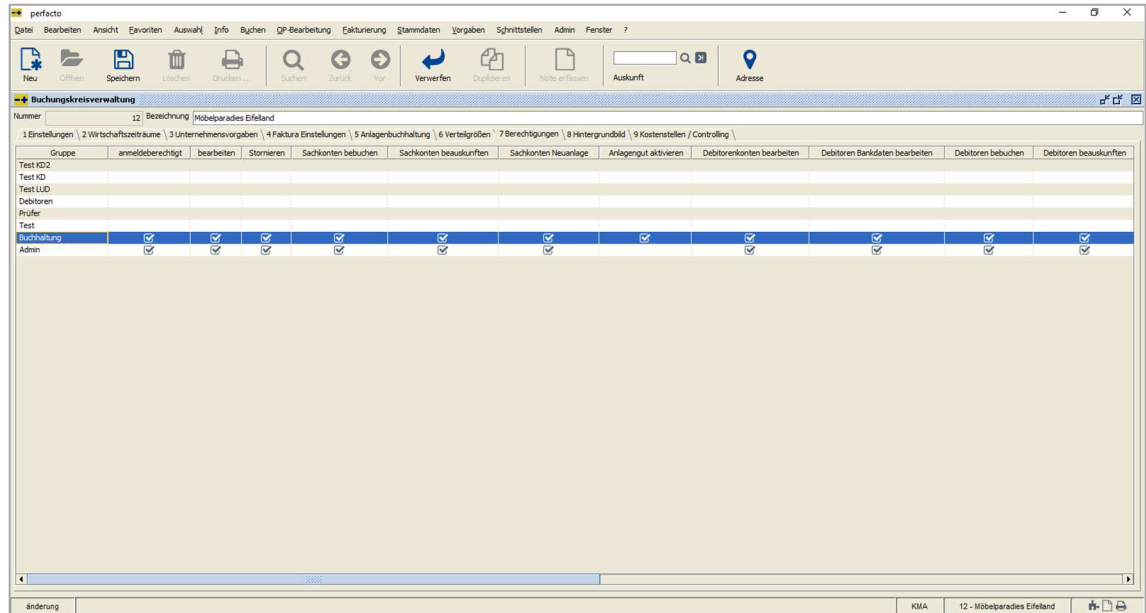 perfacto
Datei Bearbeiten Ansicht Favoriten Auswahl Info Buchen OP-Bearbeitung Fakturierung Stammdaten Vorgaben Schnittstellen Admin Fenster ?
Neu Öffnen Speichern Löschen Drucken ... Suchen Zurück Vor Verwerfen Duplizieren Note erfassen Auskunft Adresse
Buchungskreisverwaltung
Nummer 12 Bezeichnung Möbelparadies Eifelland
1 Einstellungen \ 2 Wirtschaftszeiträume \ 3 Unternehmensvorgaben \ 4 Faktura Einstellungen \ 5 Anlagenbuchhaltung \ 6 Verteilgrößen \ 7 Berechtigungen \ 8 Hintergrundbild \ 9 Kostenstellen / Controlling \
Gruppe anmeldeberechtigt bearbeiten Stornieren Sachkonten bebuchen Sachkonten beauskunften Sachkonten Neuanlage Anlagengut aktivieren Debitorenkonten bearbeiten Debitoren Bankdaten bearbeiten Debitoren bebuchen Debitoren beauskunften
Test KD2
Test KD
Test LUD
Debitoren
Prüfer
Test
Buchhaltung
Admin
änderung KMA 12 - Möbelparadies Eifelland